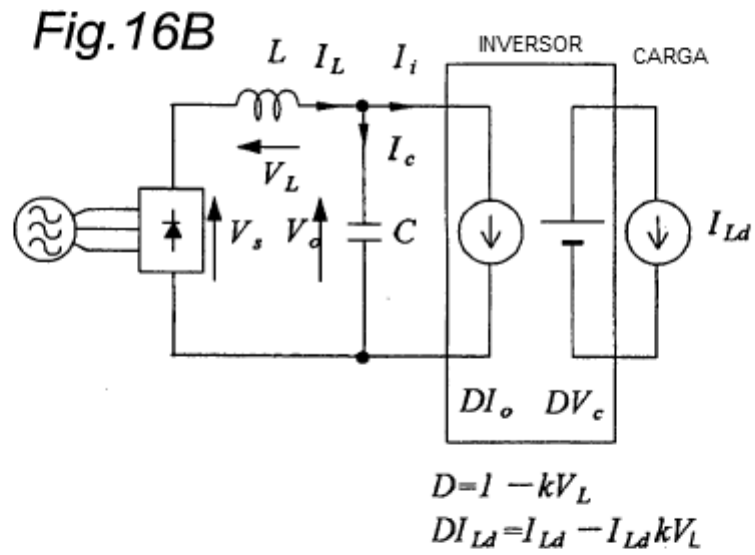 Fig.16B
L I_L I_i
INVERSOR
CARGA
I_c
V_L
V_s
V_o
C
I_Ld
DI_o
DV_c
D=1 −kV_L
DI_Ld=I_Ld − I_Ld kV_L